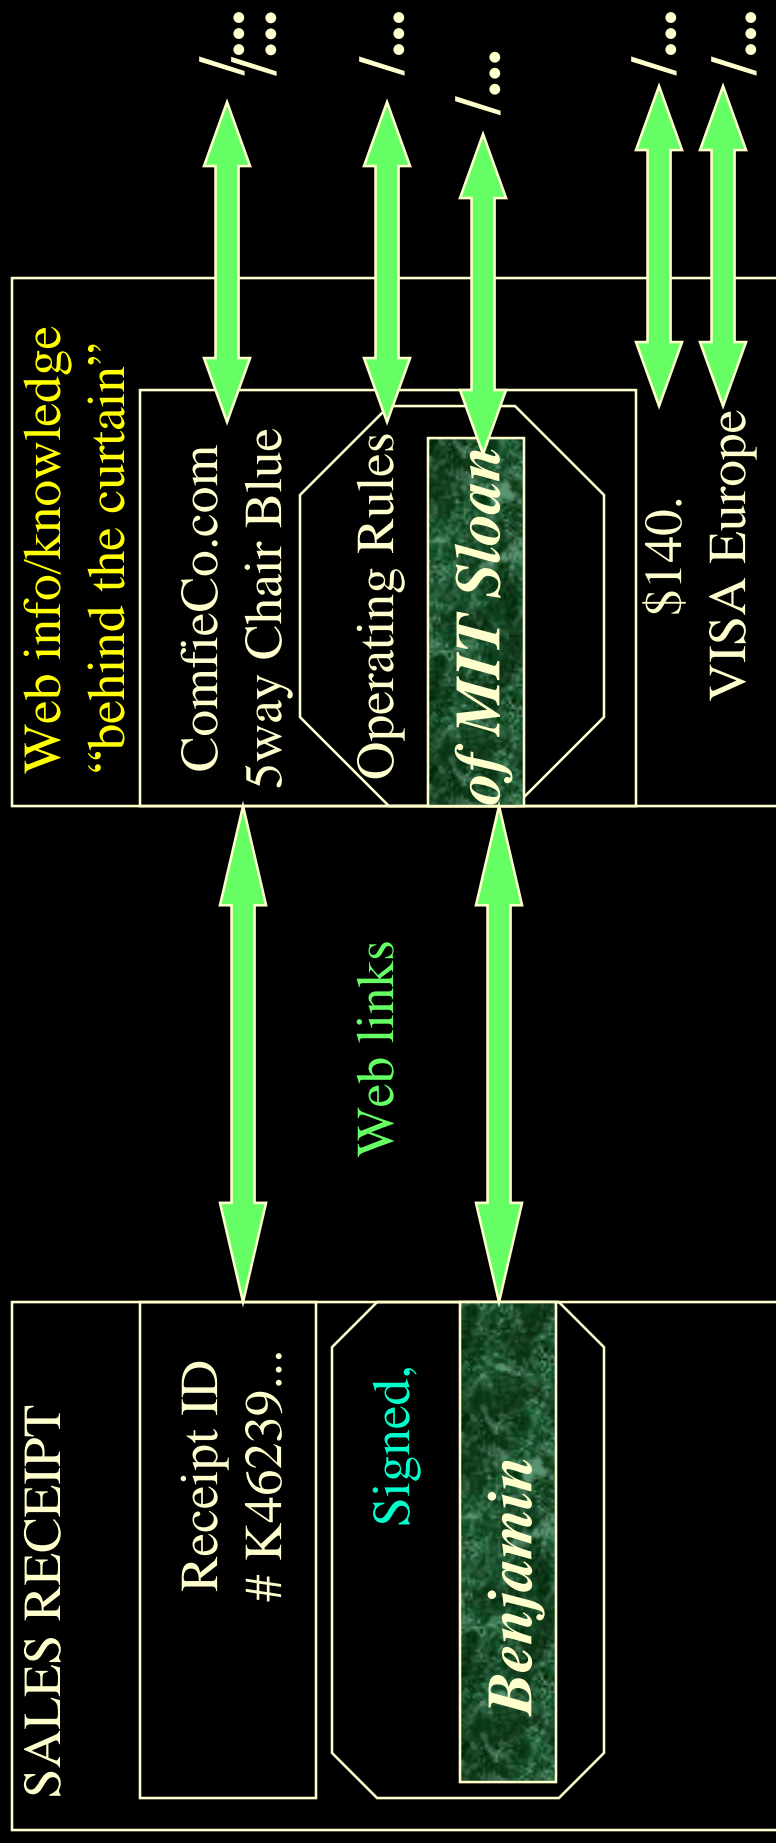 SALES RECEIPT
Receipt ID
# K46239...
Signed,
Benjamin
Web links
Web info/knowledge
“behind the curtain”
ComfieCo.com
5way Chair Blue
Operating Rules
of MIT Sloan
$140.
VISA Europe
/...
/...
/...
/...
/...
/...